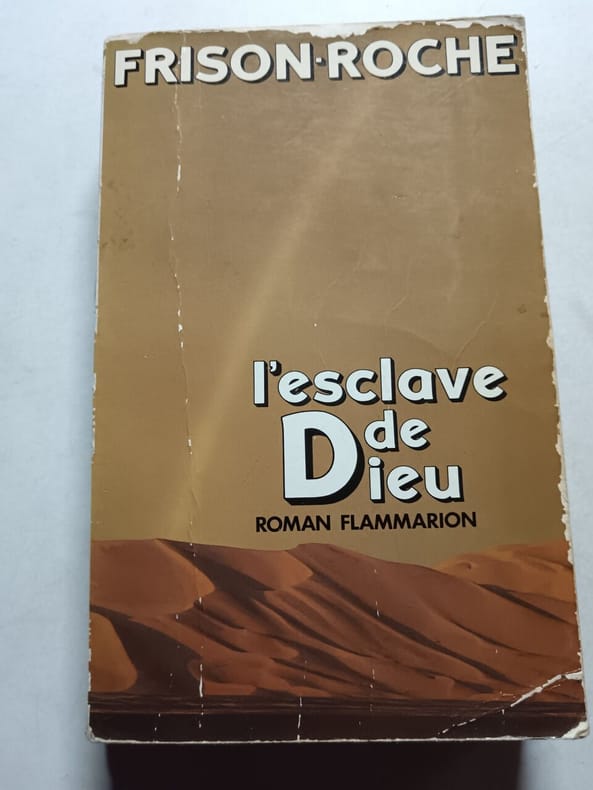 FRISON-ROCHE
l'esclave
de
Dieu
ROMAN FLAMMARION